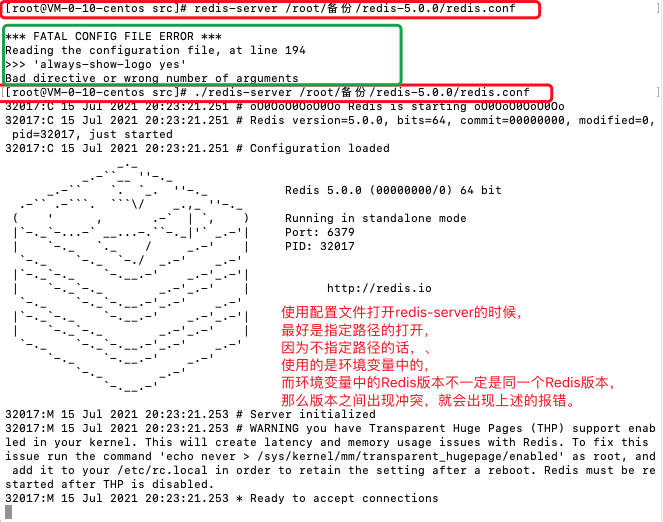 [root@VM-0-10-centos src]# redis-server /root/备份/redis-5.0.0/redis.conf
*** FATAL CONFIG FILE ERROR ***
Reading the configuration file, at line 194
>>> 'always-show-logo yes'
Bad directive or wrong number of arguments
[root@VM-0-10-centos src]# ./redis-server /root/备份/redis-5.0.0/redis.conf
32017:C 15 Jul 2021 20:23:21.251 # oO0OoO0OoO0Oo Redis is starting oO0OoO0OoO0Oo
32017:C 15 Jul 2021 20:23:21.251 # Redis version=5.0.0, bits=64, commit=00000000, modified=0,
pid=32017, just started
32017:C 15 Jul 2021 20:23:21.251 # Configuration loaded
Redis 5.0.0 (00000000/0) 64 bit
Running in standalone mode
Port: 6379
PID: 32017
http://redis.io
使用配置文件打开redis-server的时候，
最好是指定路径的打开，
因为不指定路径的话，、
使用的是环境变量中的，
而环境变量中的Redis版本不一定是同一个Redis版本，
那么版本之间出现冲突，就会出现上述的报错。
32017:M 15 Jul 2021 20:23:21.253 # Server initialized
32017:M 15 Jul 2021 20:23:21.253 # WARNING you have Transparent Huge Pages (THP) support enab
led in your kernel. This will create latency and memory usage issues with Redis. To fix this
issue run the command 'echo never > /sys/kernel/mm/transparent_hugepage/enabled' as root, and
add it to your /etc/rc.local in order to retain the setting after a reboot. Redis must be re
started after THP is disabled.
32017:M 15 Jul 2021 20:23:21.253 * Ready to accept connections